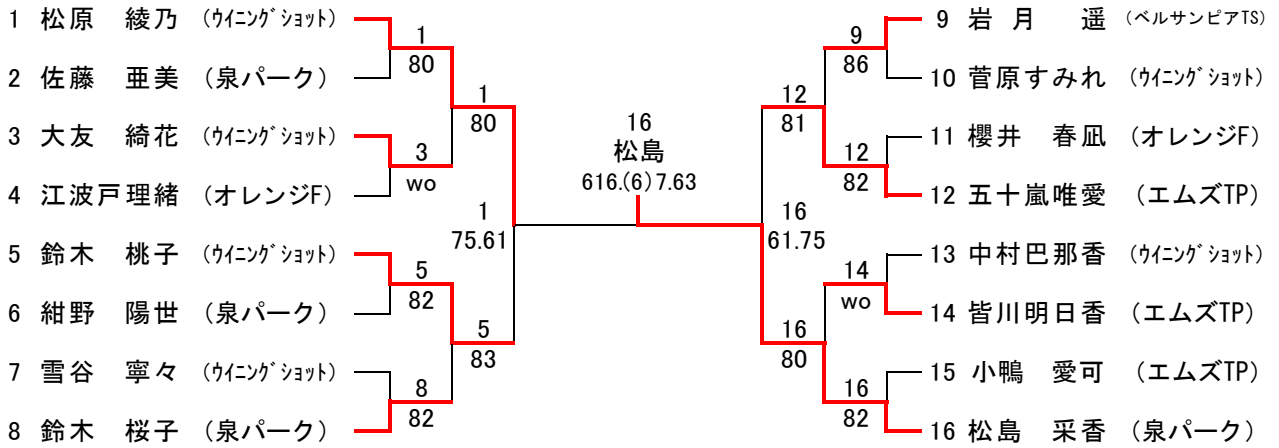 1 松原 綾乃 (ウイニングショット)
2 佐藤 亜美 (泉パーク)
3 大友 綺花 (ウイニングショット)
4 江波戸理緒 (オレンジF)
5 鈴木 桃子 (ウイニングショット)
6 紺野 陽世 (泉パーク)
7 雪谷 寧々 (ウイニングショット)
8 鈴木 桜子 (泉パーク)
1
80
3
wo
5
82
8
82
1
80
5
83
1
75.61
16
松島
616.(6)7.63
16
61.75
12
81
16
80
9
86
12
82
14
wo
16
82
9 岩月 遥 (ベルサンピアTS)
10 菅原すみれ (ウイニングショット)
11 櫻井 春凪 (オレンジF)
12 五十嵐唯愛 (エムズTP)
13 中村巴那香 (ウイニングショット)
14 皆川明日香 (エムズTP)
15 小鴨 愛可 (エムズTP)
16 松島 采香 (泉パーク)